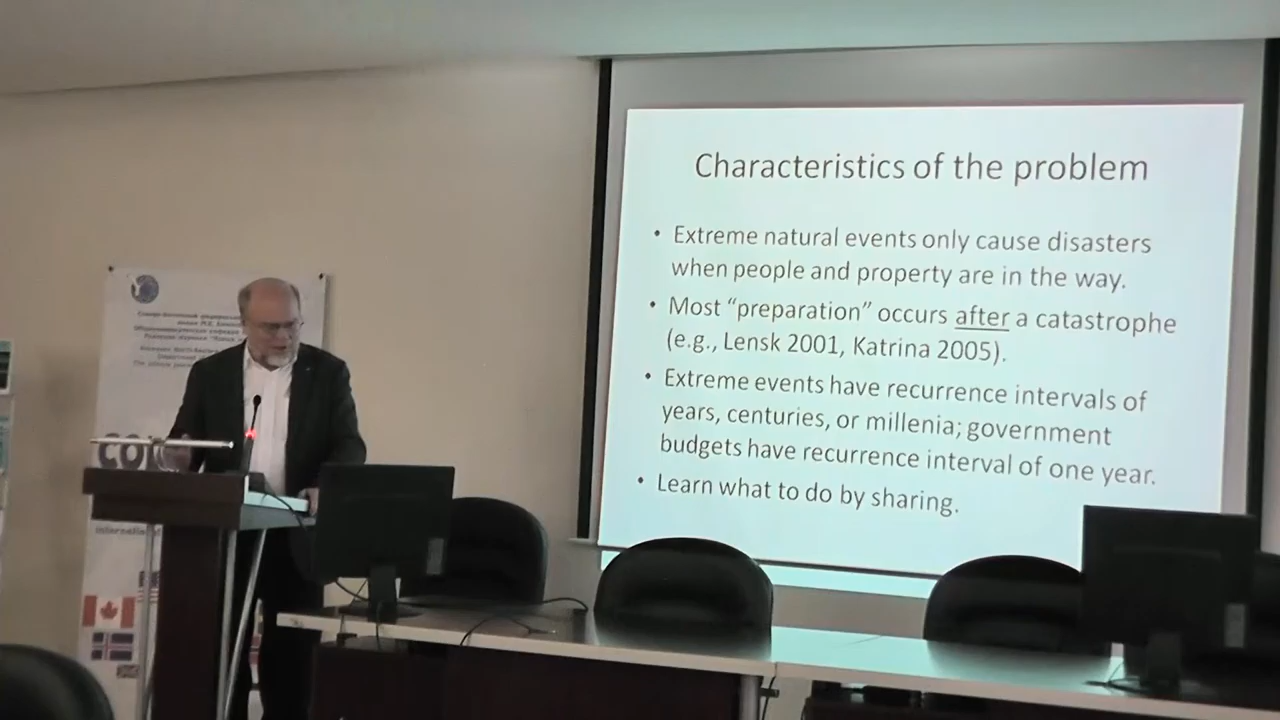 Characteristics of the problem
• Extreme natural events only cause disasters
when people and property are in the way.
• Most “preparation” occurs after a catastrophe
(e.g., Lensk 2001, Katrina 2005).
• Extreme events have recurrence intervals of
years, centuries, or millenia; government
budgets have recurrence interval of one year.
• Learn what to do by sharing.
international